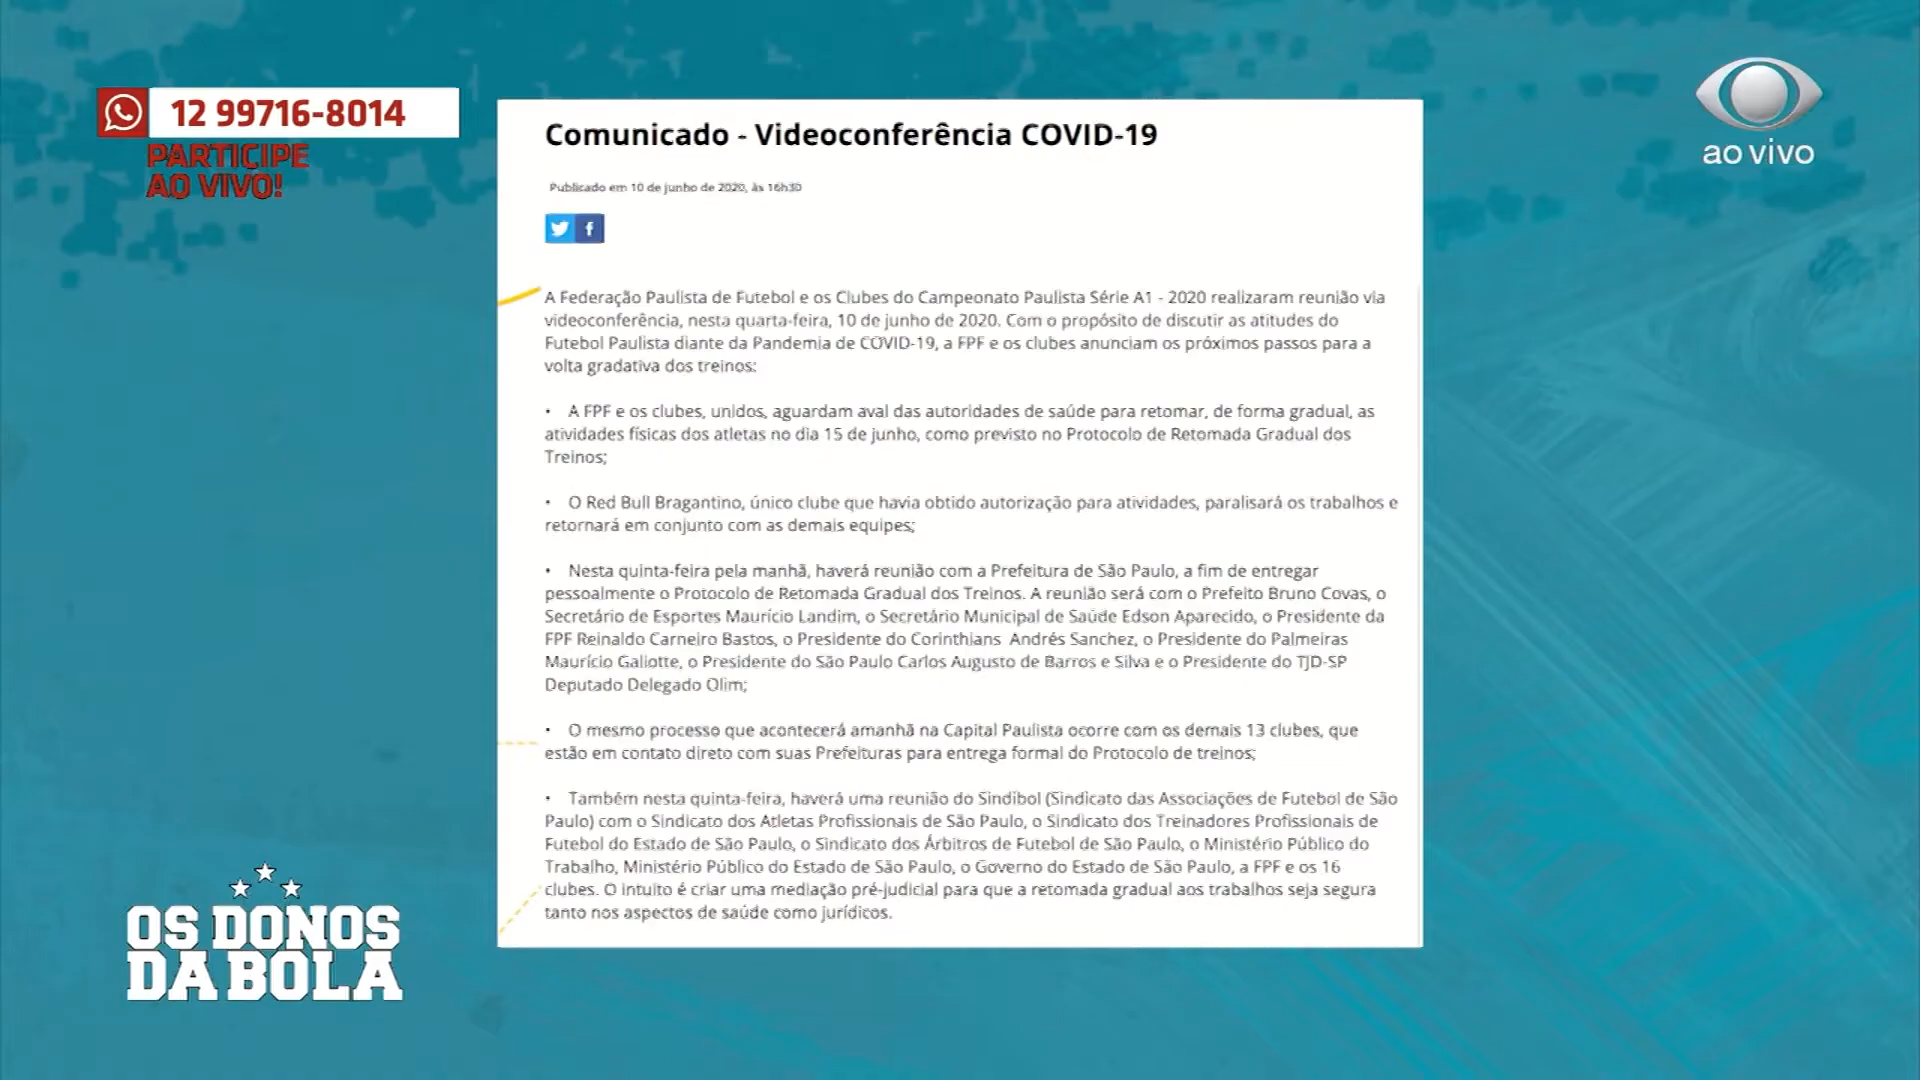 12 99716-8014
PARTICIPE
AO VIVO!
ao vivo
Comunicado - Videoconferência COVID-19
Publicado em 10 de junho de 2020, às 16h30
A Federação Paulista de Futebol e os Clubes do Campeonato Paulista Série A1 - 2020 realizaram reunião via
videoconferência, nesta quarta-feira, 10 de junho de 2020. Com o propósito de discutir as atitudes do
Futebol Paulista diante da Pandemia de COVID-19, a FPF e os clubes anunciam os próximos passos para a
volta gradativa dos treinos:
• A FPF e os clubes, unidos, aguardam aval das autoridades de saúde para retomar, de forma gradual, as
atividades físicas dos atletas no dia 15 de junho, como previsto no Protocolo de Retomada Gradual dos
Treinos;
• O Red Bull Bragantino, único clube que havia obtido autorização para atividades, paralisará os trabalhos e
retornará em conjunto com as demais equipes;
• Nesta quinta-feira pela manhã, haverá reunião com a Prefeitura de São Paulo, a fim de entregar
pessoalmente o Protocolo de Retomada Gradual dos Treinos. A reunião será com o Prefeito Bruno Covas, o
Secretário de Esportes Maurício Landim, o Secretário Municipal de Saúde Edson Aparecido, o Presidente da
FPF Reinaldo Carneiro Bastos, o Presidente do Corinthians Andrés Sanchez, o Presidente do Palmeiras
Maurício Galiotte, o Presidente do São Paulo Carlos Augusto de Barros e Silva e o Presidente do TJD-SP
Deputado Delegado Olim;
• O mesmo processo que acontecerá amanhã na Capital Paulista ocorre com os demais 13 clubes, que
estão em contato direto com suas Prefeituras para entrega formal do Protocolo de treinos;
• Também nesta quinta-feira, haverá uma reunião do Sindibol (Sindicato das Associações de Futebol de São
Paulo) com o Sindicato dos Atletas Profissionais de São Paulo, o Sindicato dos Treinadores Profissionais de
Futebol do Estado de São Paulo, o Sindicato dos Árbitros de Futebol de São Paulo, o Ministério Público do
Trabalho, Ministério Público do Estado de São Paulo, o Governo do Estado de São Paulo, a FPF e os 16
clubes. O intuito é criar uma mediação pré-judicial para que a retomada gradual aos trabalhos seja segura
tanto nos aspectos de saúde como jurídicos.
OS DONOS
DA BOLA